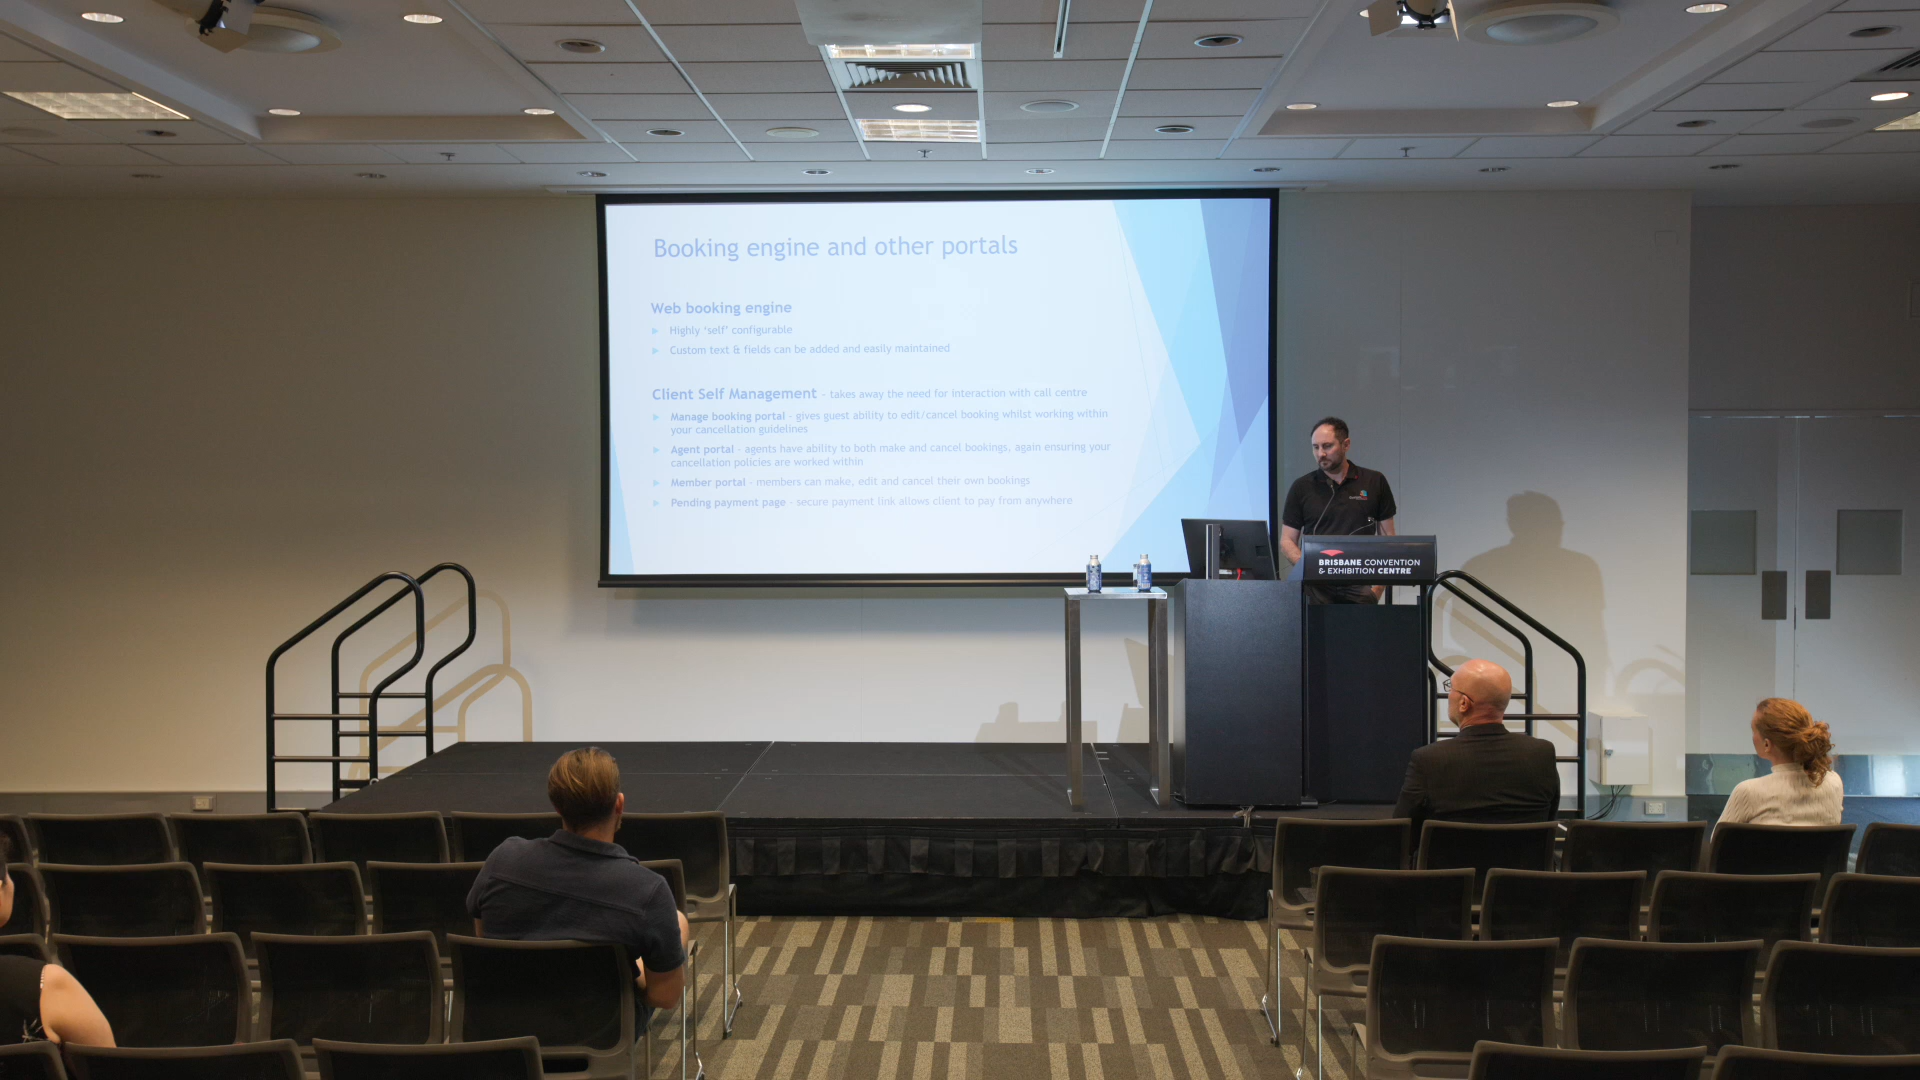 Booking engine and other portals
Web booking engine
Highly ‘self’ configurable
Custom text & fields can be added and easily maintained
Client Self Management – takes away the need for interaction with call centre
Manage booking portal – gives guest ability to edit/cancel booking whilst working within
your cancellation guidelines
Agent portal – agents have ability to both make and cancel bookings, again ensuring your
cancellation policies are worked within
Member portal – members can make, edit and cancel their own bookings
Pending payment page – secure payment link allows client to pay from anywhere
BRISBANE CONVENTION
& EXHIBITION CENTRE